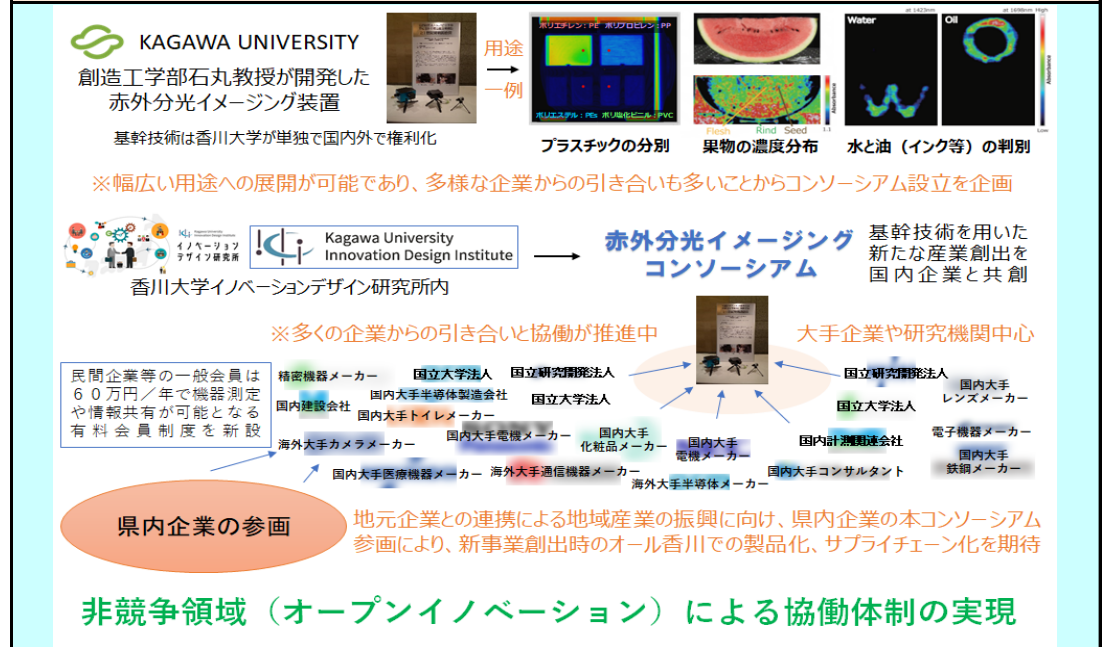 KAGAWA UNIVERSITY
創造工学部石丸教授が開発した
赤外分光イメージング装置
基幹技術は香川大学が単独で国内外で権利化
用途
一例
ポリエチレン：PE ポリプロピレン：PP
ポリエステル：PEs ポリ塩化ビニル：PVC
プラスチックの分別
Flesh Rind Seed
Absorbance
1.1
果物の濃度分布
at 1423nm
Water
at 1698nm
Oil
High
Absorbance
Low
水と油（インク等）の判別
※幅広い用途への展開が可能であり、多様な企業からの引き合いも多いことからコンソーシアム設立を企画
Kagawa University
Innovation Design Institute
イノベーション
デザイン研究所
Kagawa University
Innovation Design Institute
香川大学イノベーションデザイン研究所内
赤外分光イメージング
コンソーシアム
基幹技術を用いた
新たな産業創出を
国内企業と共創
※多くの企業からの引き合いと協働が推進中
大手企業や研究機関中心
民間企業等の一般会員は
６０万円／年で機器測定
や情報共有が可能となる
有料会員制度を新設
精密機器メーカー
国立大学法人
国立研究開発法人
国内建設会社
国内大手半導体製造会社
国立大学法人
国内大手トイレメーカー
海外大手カメラメーカー
国内大手電機メーカー
国内大手
化粧品メーカー
国内大手
電機メーカー
国内大手医療機器メーカー
海外大手通信機器メーカー
海外大手半導体メーカー
国内大手コンサルタント
国立研究開発法人
国内大手
レンズメーカー
国立大学法人
国内計測関連会社
電子機器メーカー
国内大手
鉄鋼メーカー
県内企業の参画
地元企業との連携による地域産業の振興に向け、県内企業の本コンソーシアム
参画により、新事業創出時のオール香川での製品化、サプライチェーン化を期待
非競争領域（オープンイノベーション）による協働体制の実現